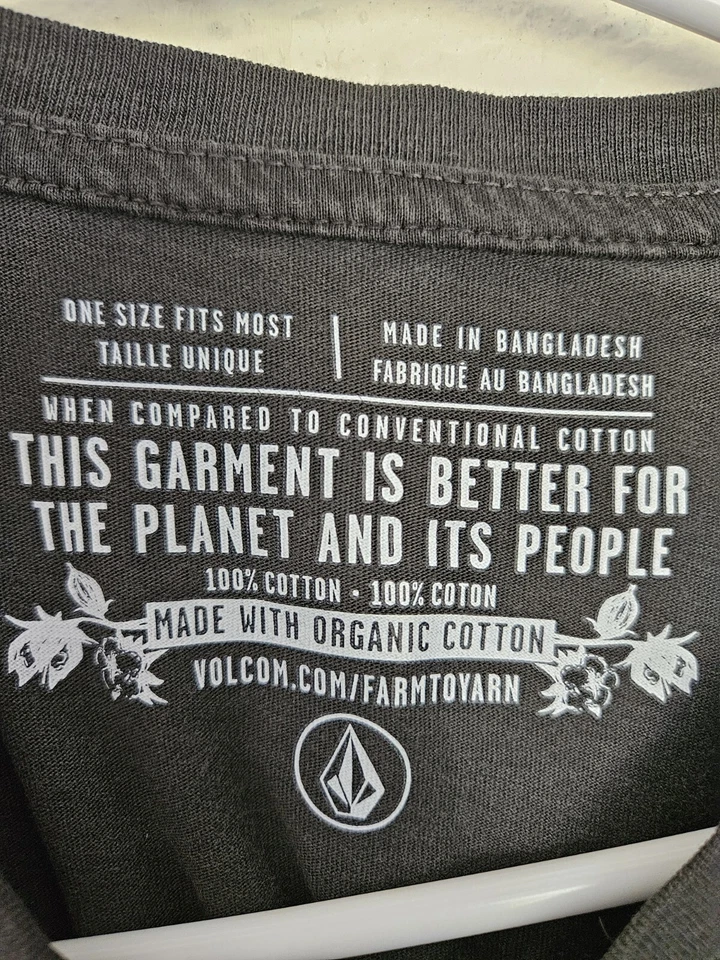 ONE SIZE FITS MOST
TAILLE UNIQUE
MADE IN BANGLADESH
FABRIQUÉ AU BANGLADESH
WHEN COMPARED TO CONVENTIONAL COTTON
THIS GARMENT IS BETTER FOR
THE PLANET AND ITS PEOPLE
100% COTTON • 100% COTON
MADE WITH ORGANIC COTTON
VOLCOM.COM/FARMTOYARN